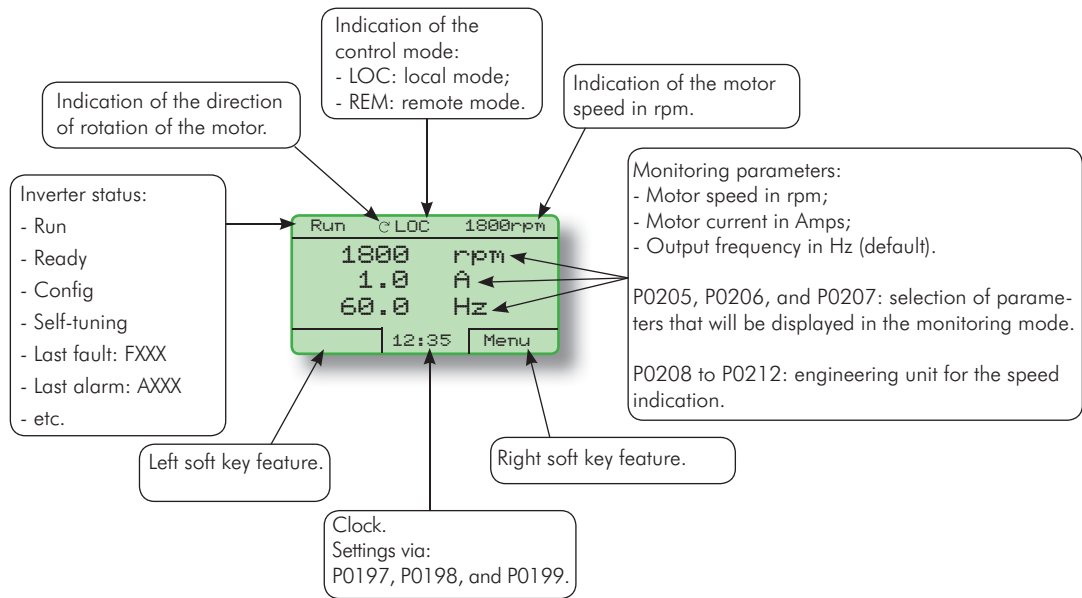 Indication of the
control mode:
- LOC: local mode;
- REM: remote mode.
Indication of the direction
of rotation of the motor.
Indication of the motor
speed in rpm.
Inverter status:
- Run
- Ready
- Config
- Self-tuning
- Last fault: FXXX
- Last alarm: AXXX
- etc.
Run LOC 1800rpm
1800 rpm
1.0 A
60.0 Hz
12:35 Menu
Monitoring parameters:
- Motor speed in rpm;
- Motor current in Amps;
- Output frequency in Hz (default).
P0205, P0206, and P0207: selection of parame-
ters that will be displayed in the monitoring mode.
P0208 to P0212: engineering unit for the speed
indication.
Left soft key feature.
Right soft key feature.
Clock.
Settings via:
P0197, P0198, and P0199.